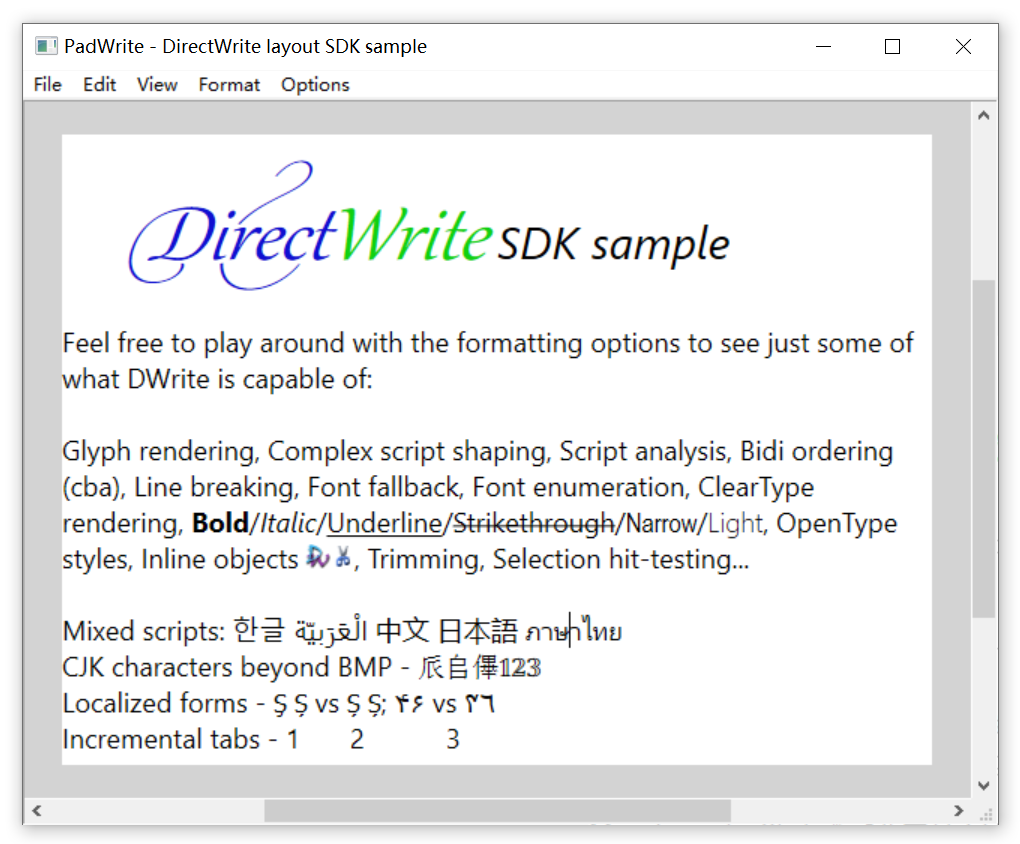 PadWrite - DirectWrite layout SDK sample
File Edit View Format Options
DirectWrite SDK sample
Feel free to play around with the formatting options to see just some of
what DWrite is capable of:
Glyph rendering, Complex script shaping, Script analysis, Bidi ordering
(cba), Line breaking, Font fallback, Font enumeration, ClearType
rendering, Bold/Italic/Underline/Strikethrough/Narrow/Light, OpenType
styles, Inline objects , Trimming, Selection hit-testing...
Mixed scripts: 한글 الْعَرَبيّة 中文 日本語 ภาษาไทย
CJK characters beyond BMP - 𝟙𝟚𝟛
Localized forms - Ş Ș vs Ș Ș; ۴۶ vs ٣٦
Incremental tabs - 1 2 3